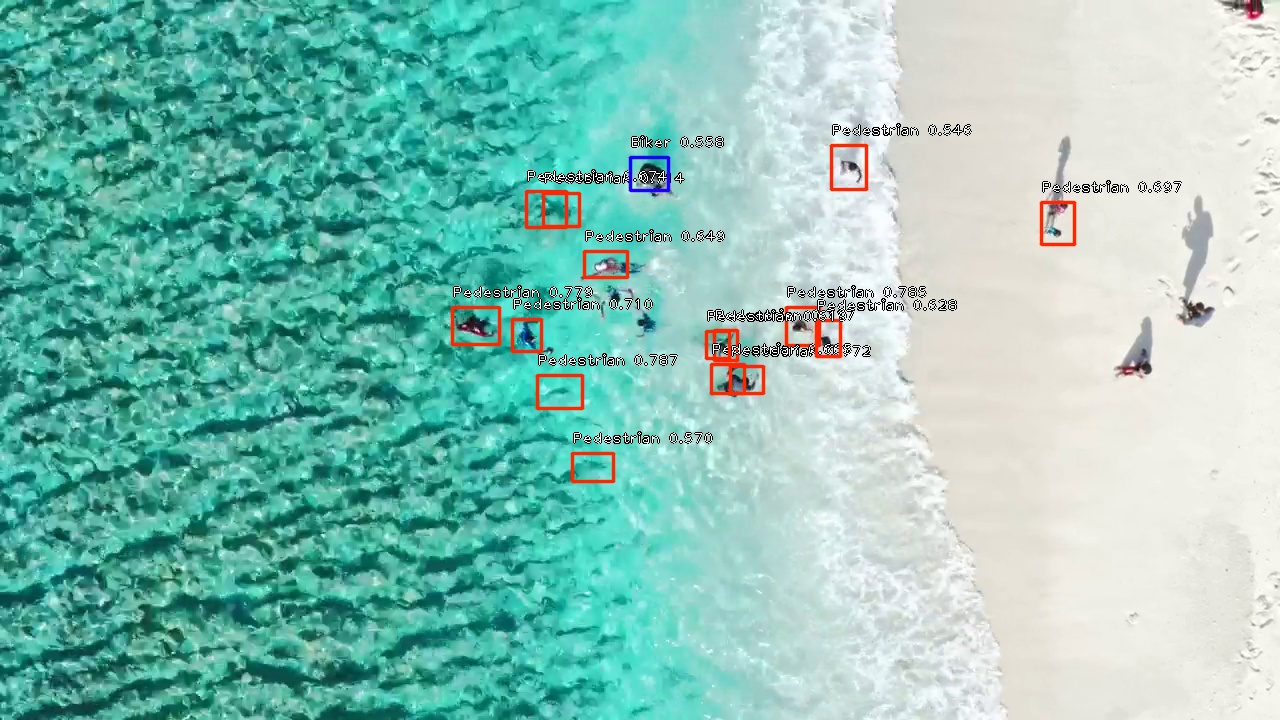 Pedestrian 0.546
Biker 0.558
Pedestrian 0.697
Pedestrian 0.649
Pedestrian 0.779
Pedestrian 0.710
Pedestrian 0.785
Pedestrian 0.628
Pedestrian 0.787
Pedestrian 0.570